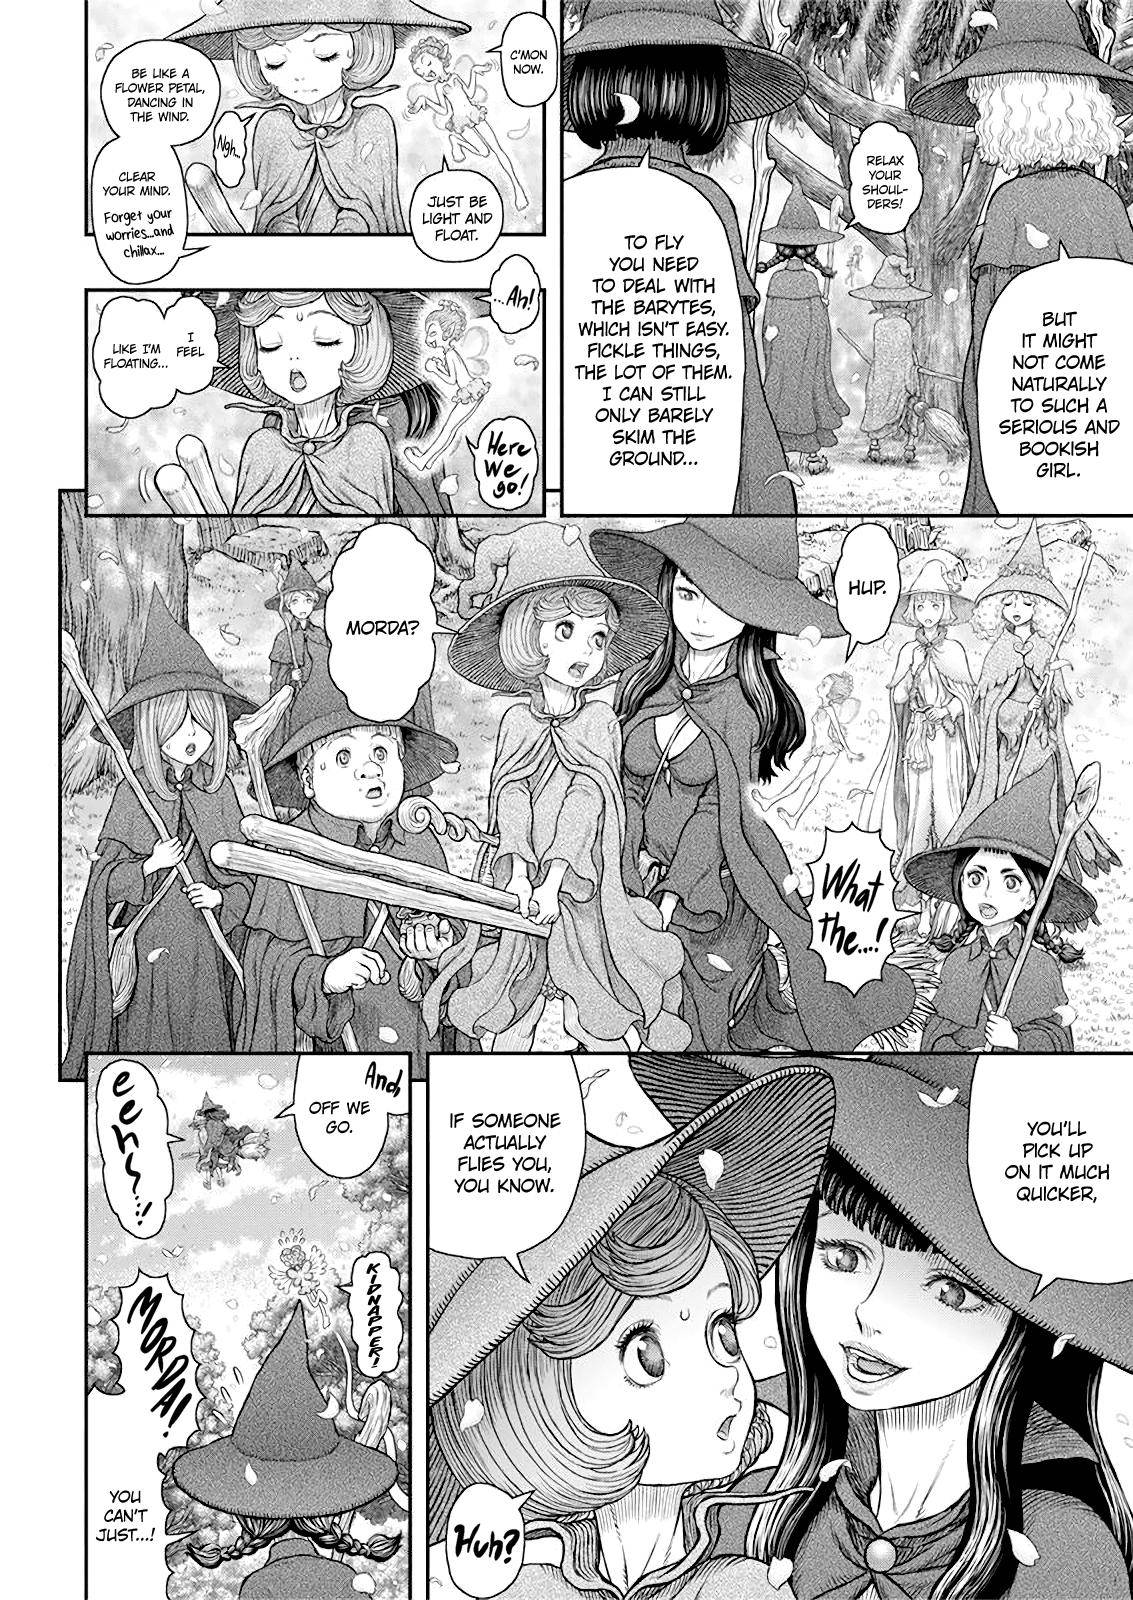 BUT
IT MIGHT
NOT COME
NATURALLY
TO SUCH A
SERIOUS AND
BOOKISH
GIRL.
RELAX
YOUR
SHOUL-
DERS!
TO FLY
YOU NEED
TO DEAL WITH
THE BARYTES,
WHICH ISN'T EASY.
FICKLE THINGS,
THE LOT OF THEM.
I CAN STILL
ONLY BARELY
SKIM THE
GROUND...
C'MON
NOW.
JUST BE
LIGHT AND
FLOAT.
BE LIKE A
FLOWER PETAL,
DANCING IN
THE WIND.
Ngh...
CLEAR
YOUR MIND.
Forget your
worries...and
chillax...
...Ah!
Here
We
go!
I
FEEL
LIKE I'M
FLOATING...
HUP.
MORDA?
What
the...!
YOU'LL
PICK UP
ON IT MUCH
QUICKER,
IF SOMEONE
ACTUALLY
FLIES YOU,
YOU KNOW.
Huh?
And
OFF WE
GO.
eeh~...!
KIDNAPPER!
MORDA!
YOU
CAN'T
JUST...!